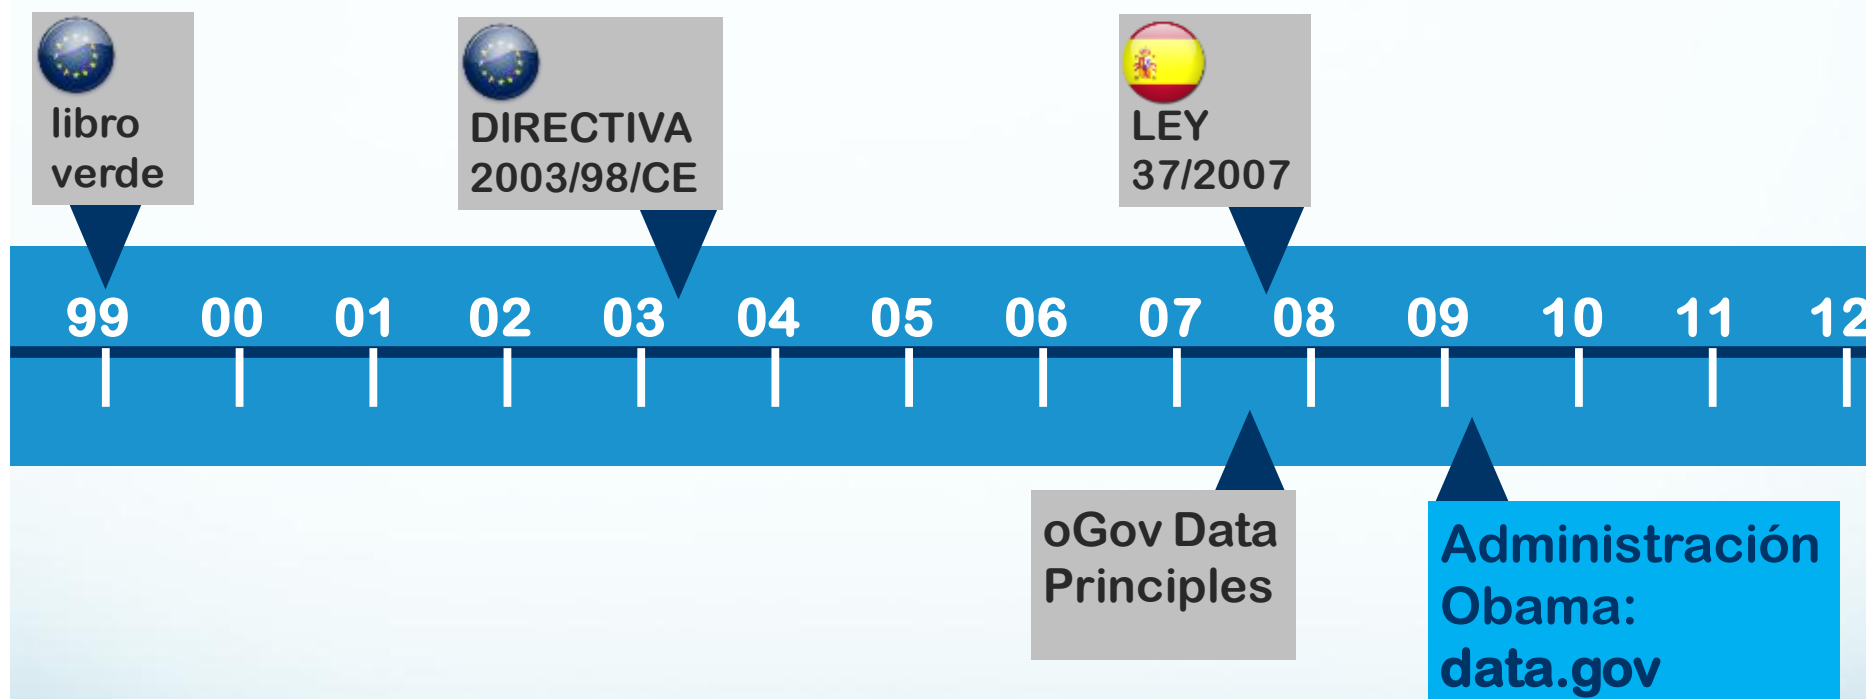 libro
verde
DIRECTIVA
2003/98/CE
LEY
37/2007
99 00 01 02 03 04 05 06 07 08 09 10 11 12
oGov Data
Principles
Administración
Obama:
data.gov